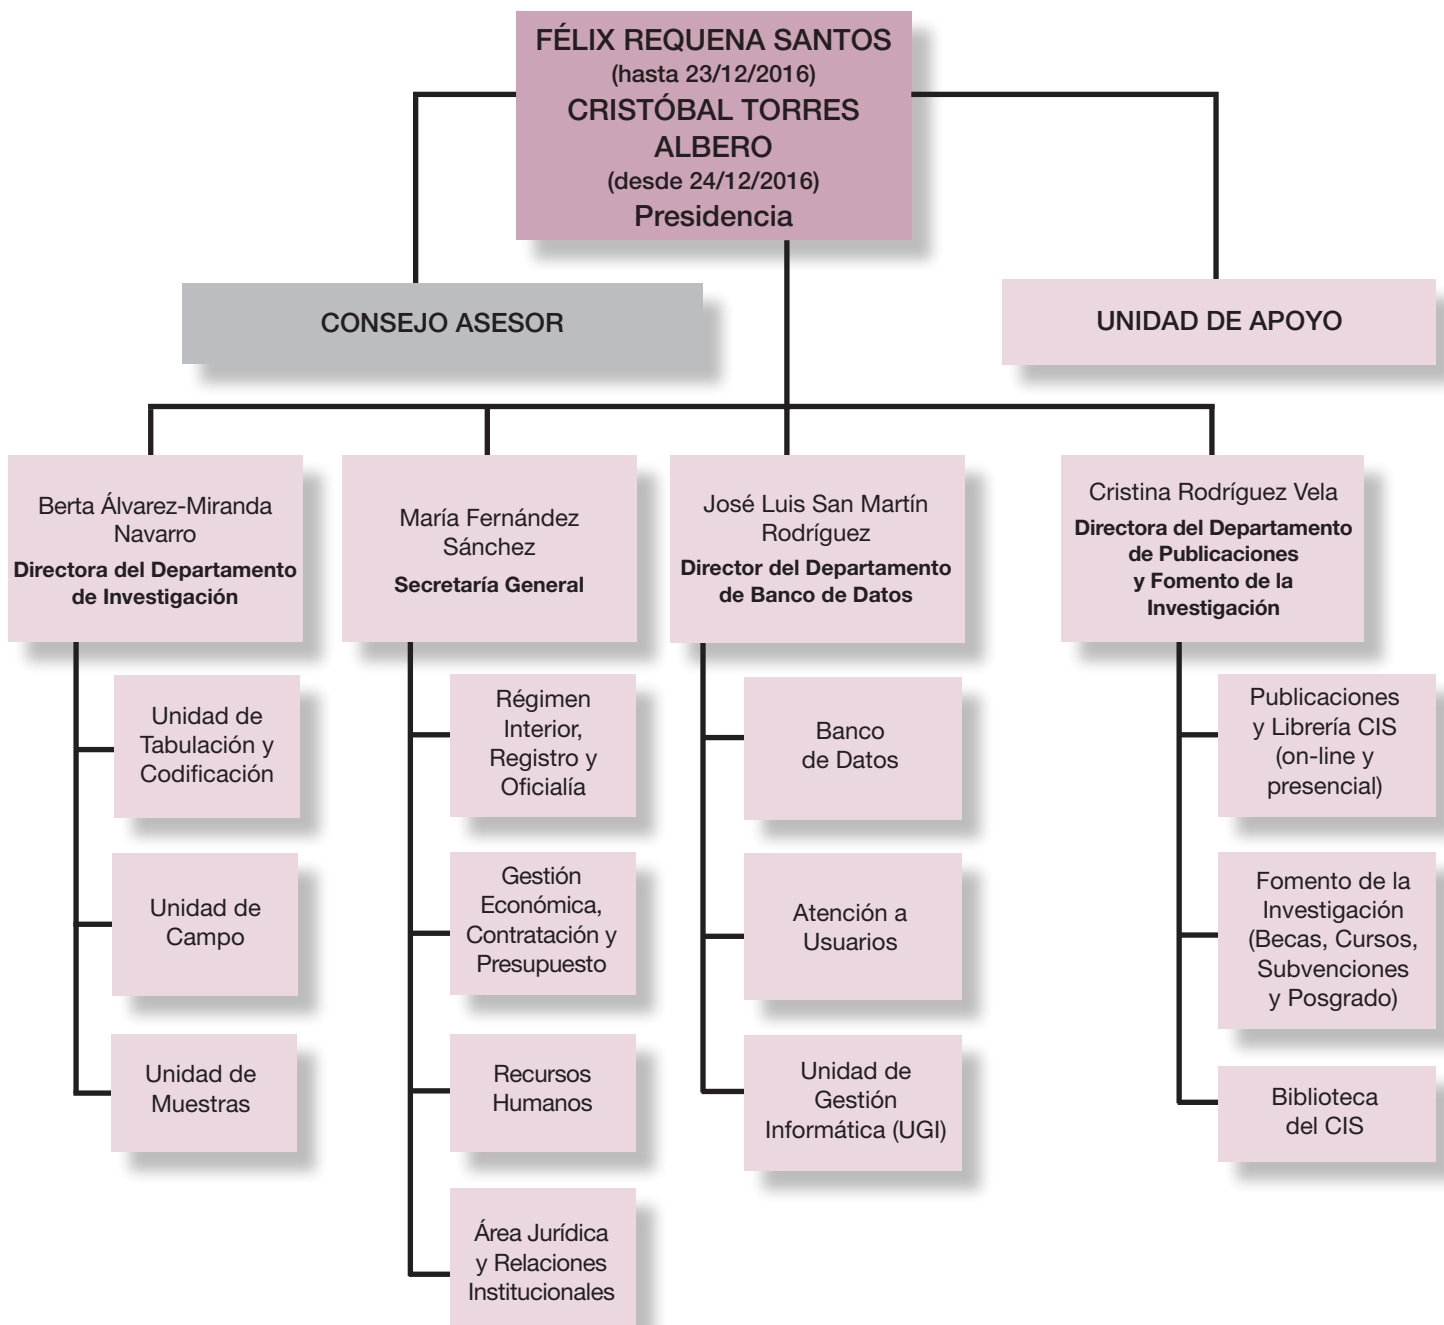 FÉLIX REQUENA SANTOS
(hasta 23/12/2016)
CRISTÓBAL TORRES
ALBERO
(desde 24/12/2016)
Presidencia
CONSEJO ASESOR
UNIDAD DE APOYO
Berta Álvarez-Miranda
Navarro
Directora del Departamento
de Investigación
María Fernández
Sánchez
Secretaría General
José Luis San Martín
Rodríguez
Director del Departamento
de Banco de Datos
Cristina Rodríguez Vela
Directora del Departamento
de Publicaciones
y Fomento de la
Investigación
Unidad de
Tabulación y
Codificación
Unidad de
Campo
Unidad de
Muestras
Régimen
Interior,
Registro y
Oficialía
Gestión
Económica,
Contratación y
Presupuesto
Recursos
Humanos
Área Jurídica
y Relaciones
Institucionales
Banco
de Datos
Atención a
Usuarios
Unidad de
Gestión
Informática (UGI)
Publicaciones
y Librería CIS
(on-line y
presencial)
Fomento de la
Investigación
(Becas, Cursos,
Subvenciones
y Posgrado)
Biblioteca
del CIS